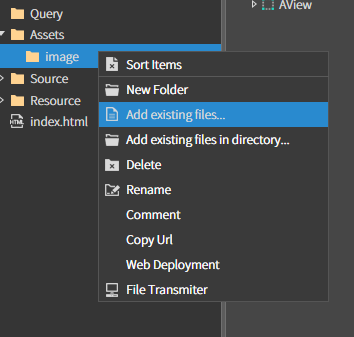 Query
AView
Assets
image
Sort Items
Source
New Folder
Resource
Add existing files...
index.html
Add existing files in directory...
Delete
Rename
Comment
Copy Url
Web Deployment
File Transmiter